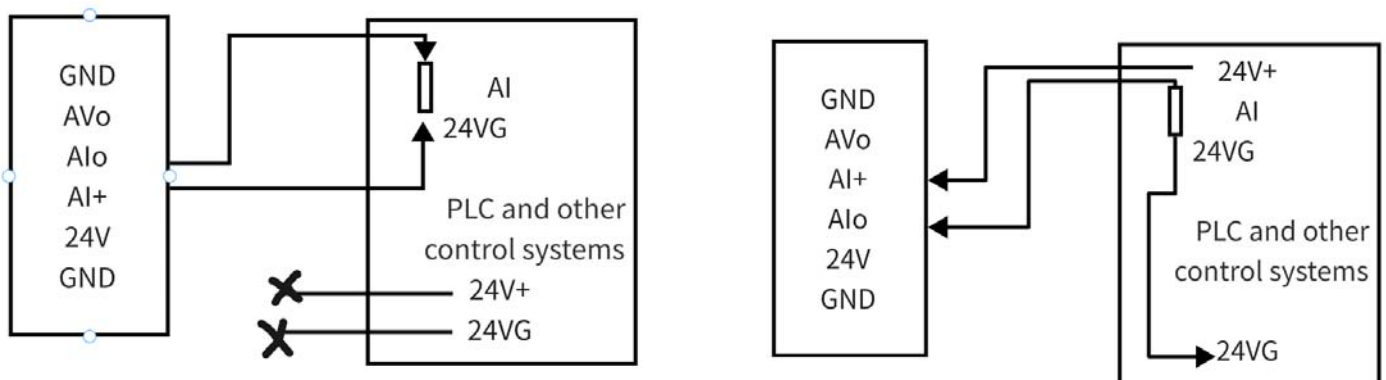 GND
AVo
AIo
AI+
24V
GND
AI
24VG
PLC and other
control systems
24V+
24VG
GND
AVo
AI+
AIo
24V
GND
24V+
AI
24VG
PLC and other
control systems
24VG